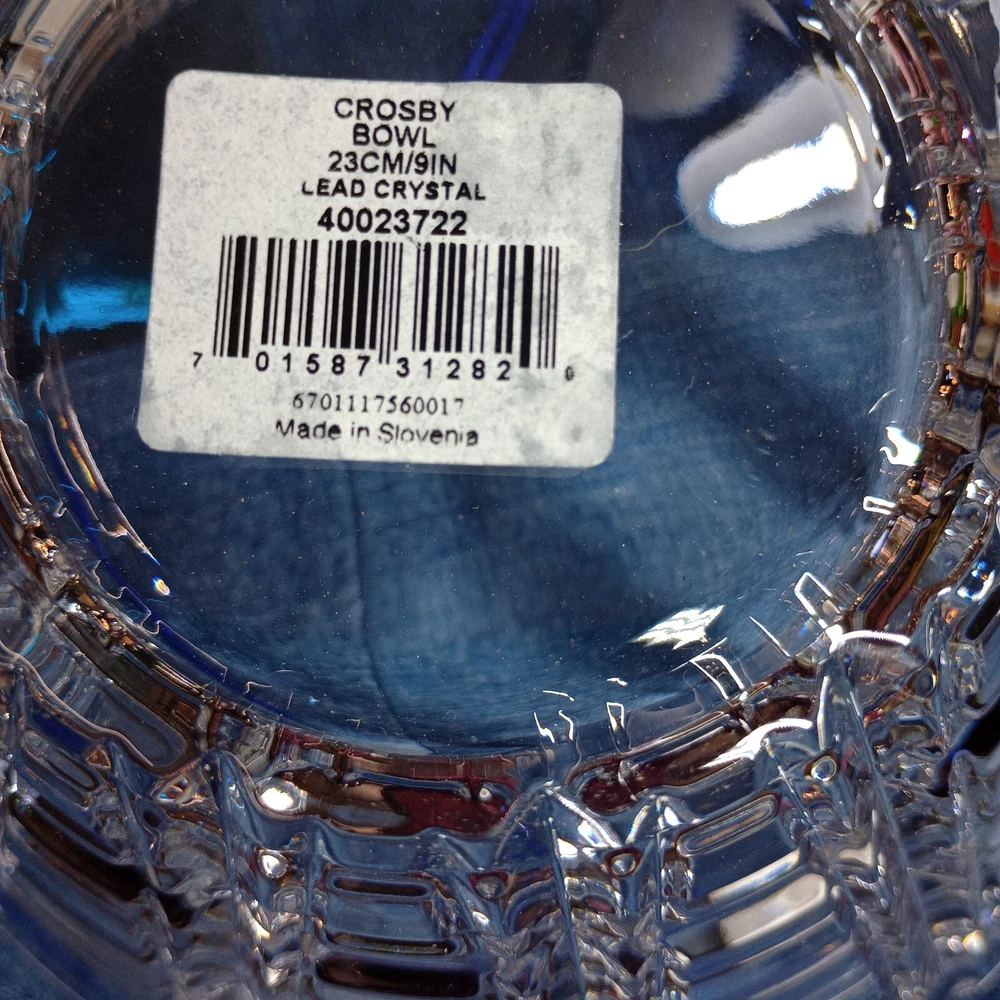 CROSBY
BOWL
23CM/9IN
LEAD CRYSTAL
40023722
7 01587 31282 6
6701117560017
Made in Slovenia